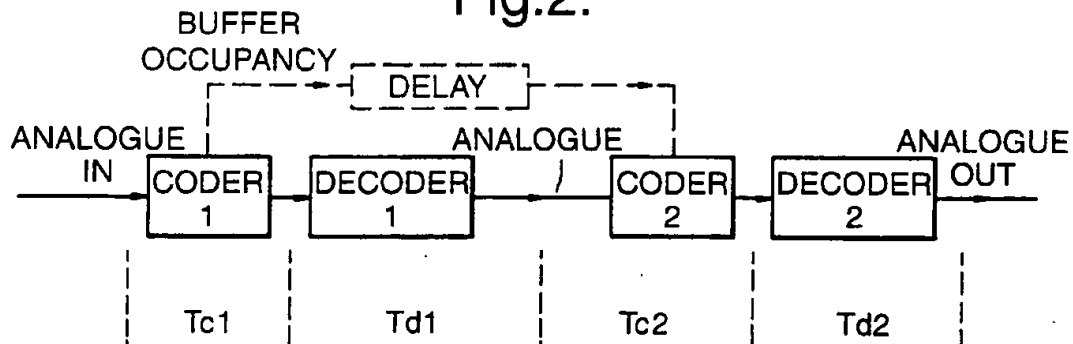 Fig.2.
BUFFER
OCCUPANCY
DELAY
ANALOGUE
IN
CODER
1
DECODER
1
ANALOGUE
CODER
2
DECODER
2
ANALOGUE
OUT
Tc1
Td1
Tc2
Td2